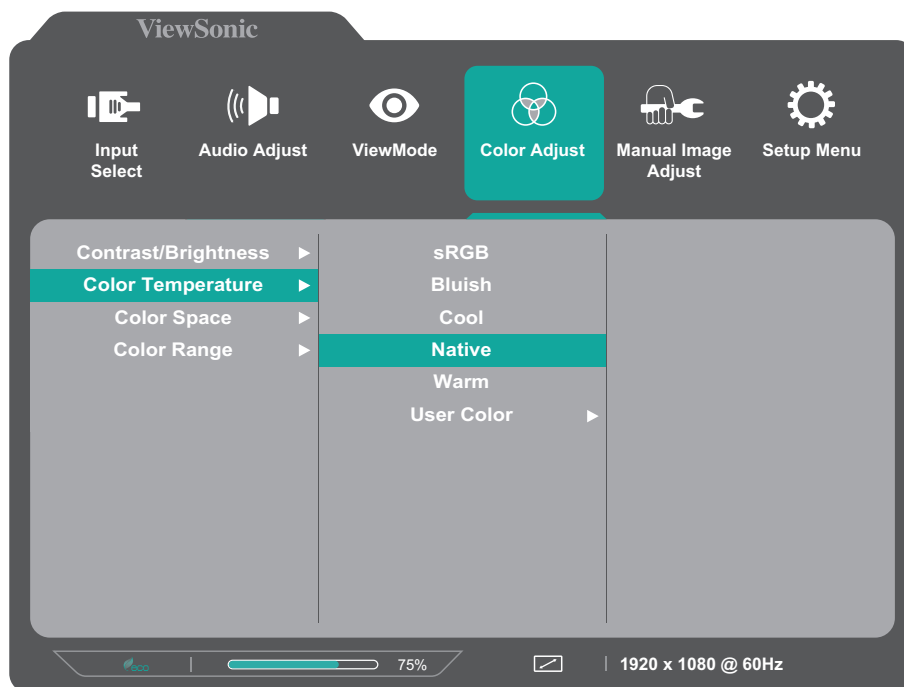 ViewSonic
Input
Select
Audio Adjust
ViewMode
Color Adjust
Manual Image
Adjust
Setup Menu
Contrast/Brightness
Color Temperature
Color Space
Color Range
sRGB
Bluish
Cool
Native
Warm
User Color
eco
75%
1920 x 1080 @ 60Hz